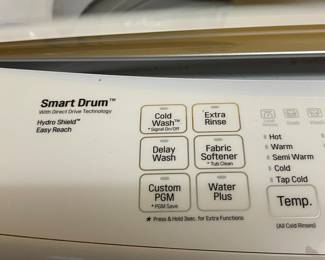 Smart Drum™
With Direct Drive Technology
Hydro Shield™
Easy Reach
Cold
Wash™
* Signal On/Off
Extra
Rinse
Delay
Wash
Fabric
Softener
* Tub Clean
Custom
PGM
* PGM Save
Water
Plus
* Press & Hold 3sec. for Extra Functions
Hot
Warm
Semi Warm
Cold
Tap Cold
Temp.
(All Cold Rinses)